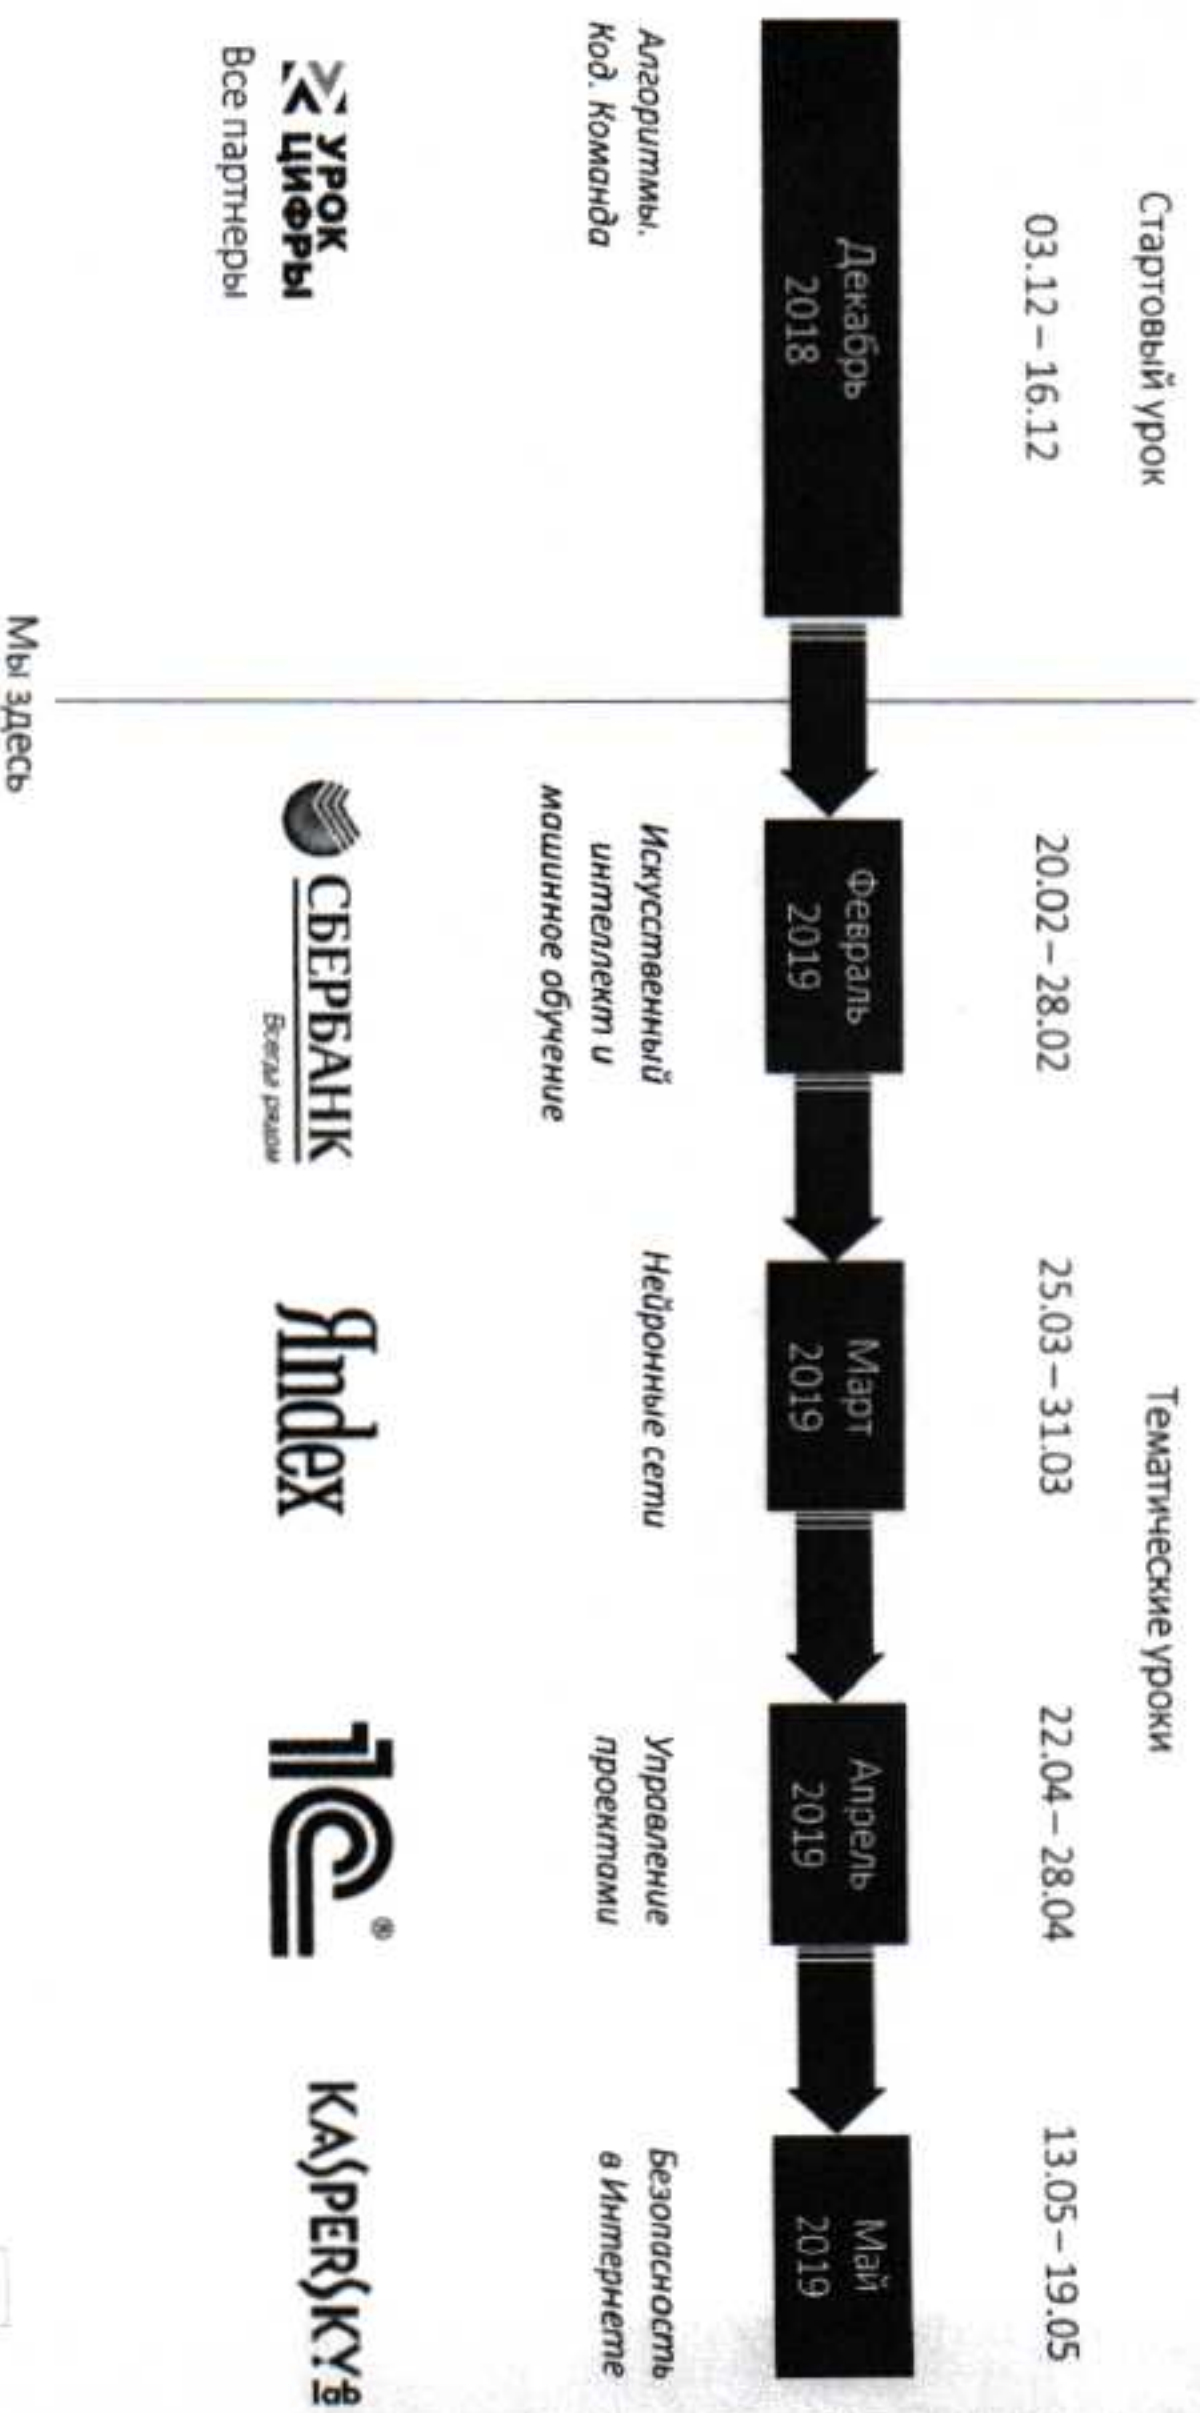 Стартовый урок
Тематические уроки
03.12 – 16.12
20.02 – 28.02
25.03 – 31.03
22.04 – 28.04
13.05 – 19.05
Декабрь
2018
Февраль
2019
Март
2019
Апрель
2019
Май
2019
Алгоритмы.
Код. Команда
Искусственный
интеллект и
машинное обучение
Нейронные сети
Управление
проектами
Безопасность
в Интернете
УРОК
ЦИФРЫ
Все партнеры
СБЕРБАНК
Всегда рядом
Яndex
1С®
KASPERSKY lab
Мы здесь